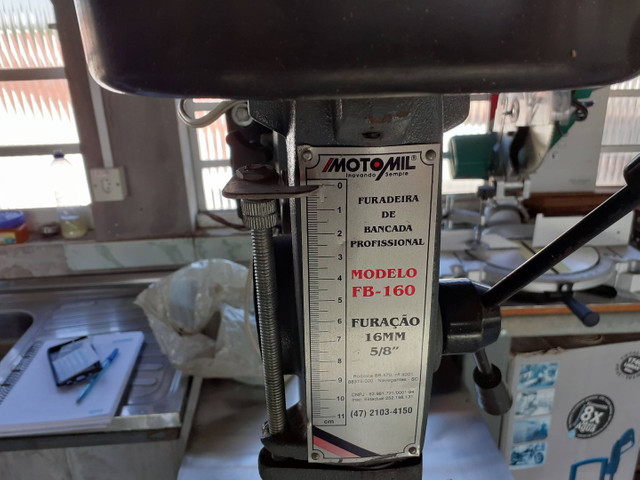 MOTOMIL®
Inovando Sempre
FURADEIRA
DE
BANCADA
PROFISSIONAL
MODELO
FB-160
FURAÇÃO
16MM
5/8"
(47) 2103-4150
0
1
2
3
4
5
6
7
8
9
10
11
cm
8X